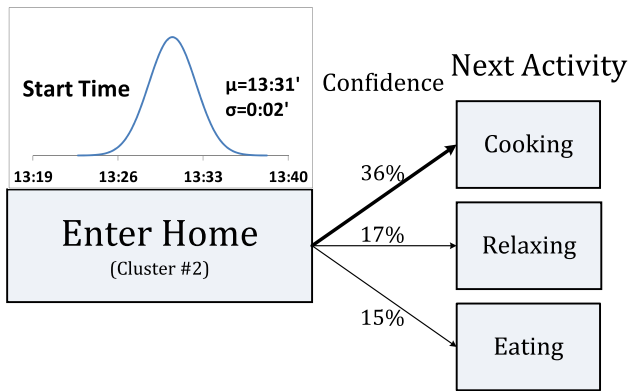 Start Time
μ=13:31'
σ=0:02'
13:19 13:26 13:33 13:40
Enter Home
(Cluster #2)
Confidence
Next Activity
36%
Cooking
17%
Relaxing
15%
Eating